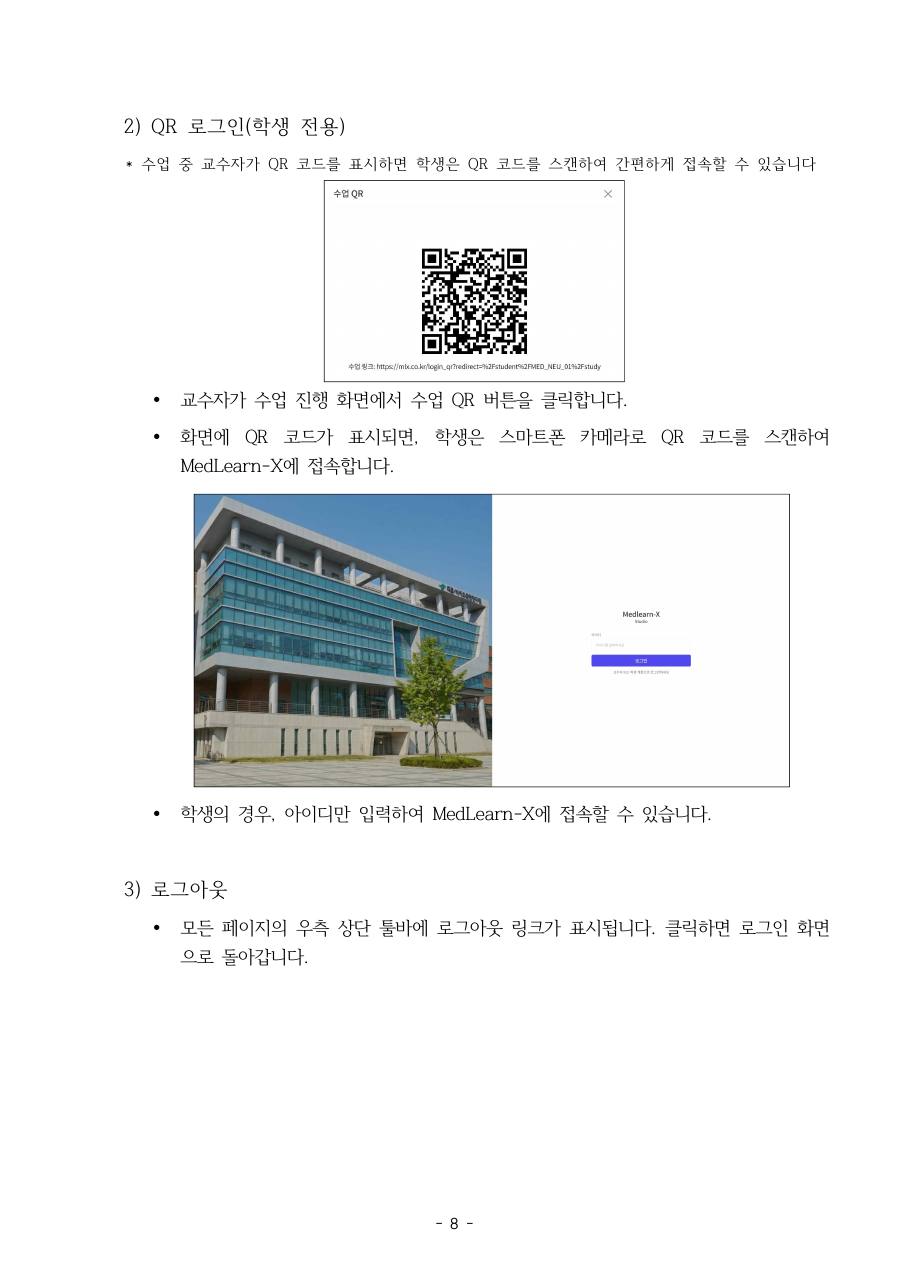 2) QR 로그인(학생 전용)
* 수업 중 교수자가 QR 코드를 표시하면 학생은 QR 코드를 스캔하여 간편하게 접속할 수 있습니다
수업 QR
수업 링크: https://mlx.co.kr/login_qr?redirect=%2Fstudent%2FMED_NEU_01%2Fstudy
• 교수자가 수업 진행 화면에서 수업 QR 버튼을 클릭합니다.
• 화면에 QR 코드가 표시되면, 학생은 스마트폰 카메라로 QR 코드를 스캔하여
MedLearn-X에 접속합니다.
Medlearn-X
Studio
로그인
• 학생의 경우, 아이디만 입력하여 MedLearn-X에 접속할 수 있습니다.
3) 로그아웃
• 모든 페이지의 우측 상단 툴바에 로그아웃 링크가 표시됩니다. 클릭하면 로그인 화면
으로 돌아갑니다.
- 8 -